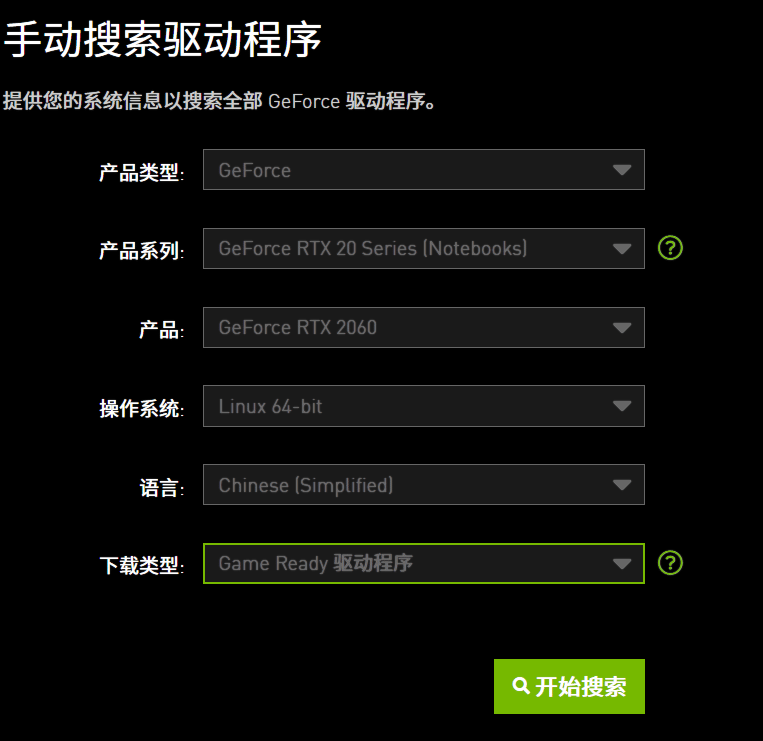 手动搜索驱动程序
提供您的系统信息以搜索全部 GeForce 驱动程序。
产品类型: GeForce
产品系列: GeForce RTX 20 Series (Notebooks) ?
产品: GeForce RTX 2060
操作系统: Linux 64-bit
语言: Chinese (Simplified)
下载类型: Game Ready 驱动程序 ?
开始搜索